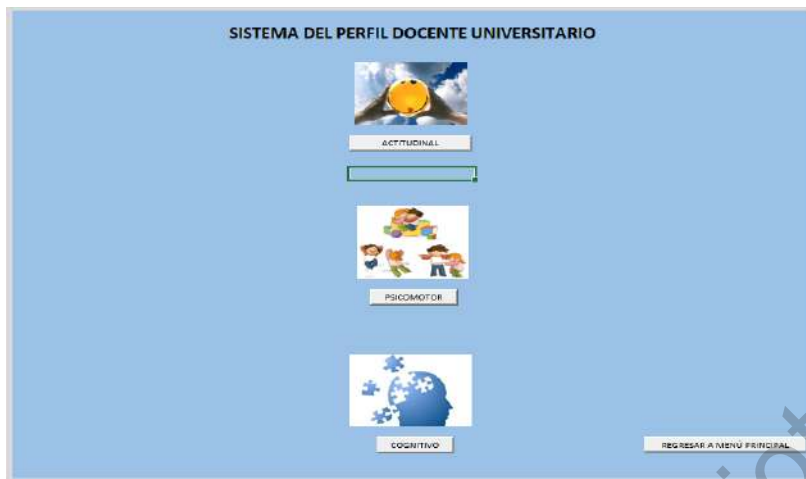 SISTEMA DEL PERFIL DOCENTE UNIVERSITARIO
ACTITUDINAL
PSICOMOTOR
COGNITIVO
REGRESAR A MENÚ PRINCIPAL